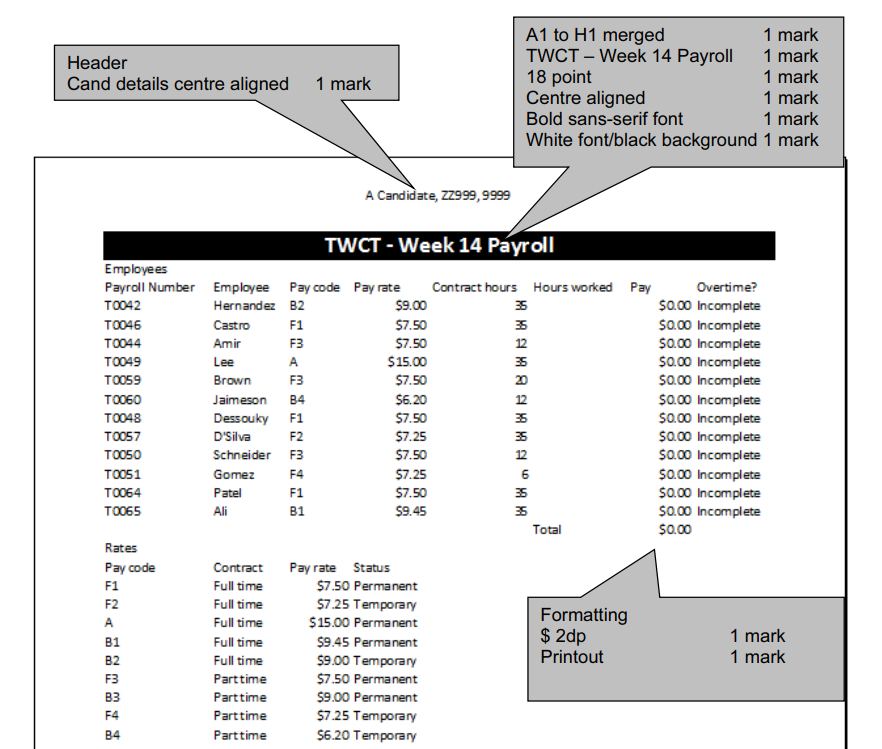 Header
Cand details centre aligned 1 mark
A1 to H1 merged 1 mark
TWCT – Week 14 Payroll 1 mark
18 point 1 mark
Centre aligned 1 mark
Bold sans-serif font 1 mark
White font/black background 1 mark
A Candidate, ZZ999, 9999
TWCT - Week 14 Payroll
Employees
Payroll Number Employee Pay code Pay rate Contract hours Hours worked Pay Overtime?
T0042 Hernandez B2 $9.00 35 $0.00 Incomplete
T0046 Castro F1 $7.50 35 $0.00 Incomplete
T0044 Amir F3 $7.50 12 $0.00 Incomplete
T0049 Lee A $15.00 35 $0.00 Incomplete
T0059 Brown F3 $7.50 20 $0.00 Incomplete
T0060 Jaimeson B4 $6.20 12 $0.00 Incomplete
T0048 Dessouky F1 $7.50 35 $0.00 Incomplete
T0057 D'Silva F2 $7.25 35 $0.00 Incomplete
T0050 Schneider F3 $7.50 12 $0.00 Incomplete
T0051 Gomez F4 $7.25 6 $0.00 Incomplete
T0064 Patel F1 $7.50 35 $0.00 Incomplete
T0065 Ali B1 $9.45 35 $0.00 Incomplete
Total $0.00
Rates
Pay code Contract Pay rate Status
F1 Full time $7.50 Permanent
F2 Full time $7.25 Temporary
A Full time $15.00 Permanent
B1 Full time $9.45 Permanent
B2 Full time $9.00 Temporary
F3 Part time $7.50 Permanent
B3 Part time $9.00 Permanent
F4 Part time $7.25 Temporary
B4 Part time $6.20 Temporary
Formatting
$ 2dp 1 mark
Printout 1 mark